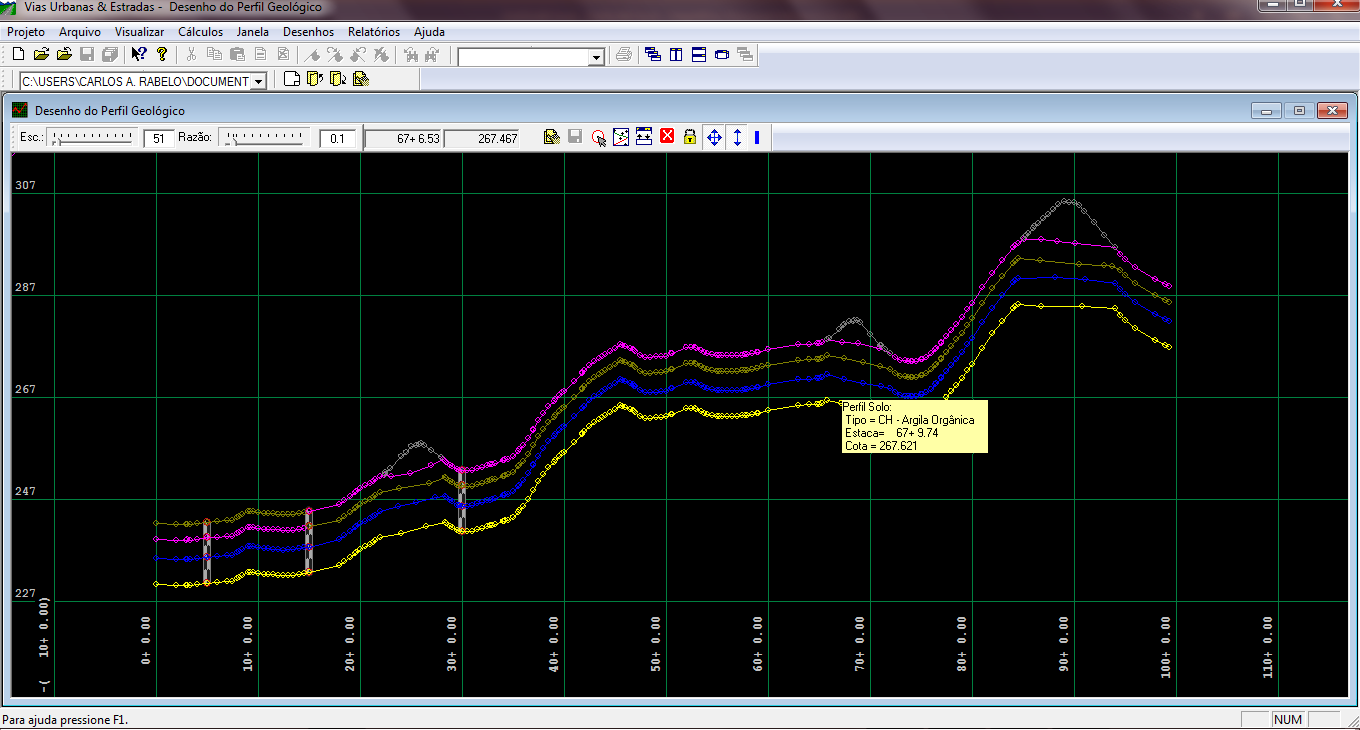 Vias Urbanas & Estradas - Desenho do Perfil Geológico
Projeto Arquivo Visualizar Cálculos Janela Desenhos Relatórios Ajuda
C:\USERS\CARLOS A. RABELO\DOCUMENT
Desenho do Perfil Geológico
Esc.: 51 Razão: 0.1 67+ 6.53 267.467
307
287
267
Perfil Solo:
Tipo = CH - Argila Orgânica
Estaca= 67+ 9.74
Cota = 267.621
247
227
-( 10+ 0.00)
0+ 0.00
10+ 0.00
20+ 0.00
30+ 0.00
40+ 0.00
50+ 0.00
60+ 0.00
70+ 0.00
80+ 0.00
90+ 0.00
100+ 0.00
110+ 0.00
Para ajuda pressione F1.
NUM